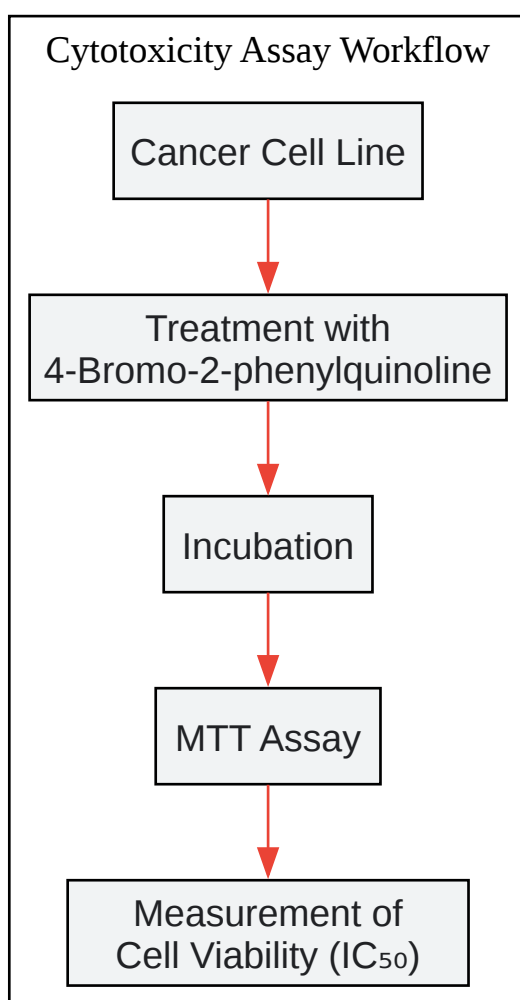 Cytotoxicity Assay Workflow
Cancer Cell Line
Treatment with
4-Bromo-2-phenylquinoline
Incubation
MTT Assay
Measurement of
Cell Viability (IC₅₀)